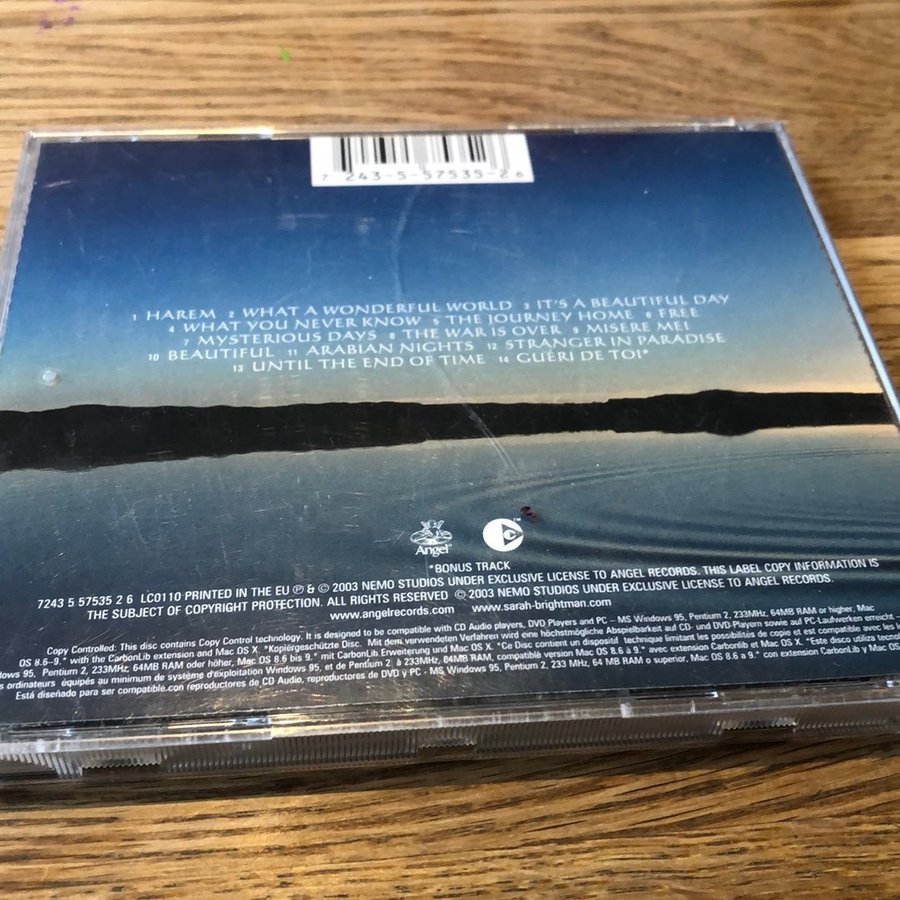 7 243-5-57535-2 6
1 HAREM 2 WHAT A WONDERFUL WORLD 3 IT'S A BEAUTIFUL DAY
4 WHAT YOU NEVER KNOW 5 THE JOURNEY HOME 6 FREE
7 MYSTERIOUS DAYS 8 THE WAR IS OVER 9 MISERE MEI
10 BEAUTIFUL 11 ARABIAN NIGHTS 12 STRANGER IN PARADISE
13 UNTIL THE END OF TIME 14 GUÉRI DE TOI*
Angel®
C ™
*BONUS TRACK
7243 5 57535 2 6 LC0110 PRINTED IN THE EU ℗ & © 2003 NEMO STUDIOS UNDER EXCLUSIVE LICENSE TO ANGEL RECORDS. THIS LABEL COPY INFORMATION IS
THE SUBJECT OF COPYRIGHT PROTECTION. ALL RIGHTS RESERVED © 2003 NEMO STUDIOS UNDER EXCLUSIVE LICENSE TO ANGEL RECORDS.
www.angelrecords.com www.sarah-brightman.com
Copy Controlled: This disc contains Copy Control technology. It is designed to be compatible with CD Audio players, DVD Players and PC – MS Windows 95, Pentium 2, 233MHz, 64MB RAM or higher, Mac
OS 8.6–9.* with the CarbonLib extension and Mac OS X. *Kopiergeschützte Disc. Mit dem verwendeten Verfahren wird eine höchstmögliche Abspielbarkeit auf CD- und DVD-Playern sowie auf PC-Laufwerken erreicht –
dows 95, Pentium 2, 233MHz, 64MB RAM oder höher, Mac OS 8.6 bis 9.* mit CarbonLib Erweiterung und Mac OS X. *Ce Disc contient un dispositif technique limitant les possibilités de copie et est compatible avec les l
s ordinateurs équipés au minimum de système d'exploitation Windows 95, et de Pentium 2 à 233MHz, 64MB RAM, compatible version Mac OS 8.6 à 9.* avec extension Carbonlib et Mac OS X. *Este disco utiliza tecno
Está diseñado para ser compatible.con reproductores de CD Audio, reproductores de DVD y PC - MS Windows 95, Pentium 2, 233MHz, 64 MB RAM o superior, Mac OS 8.6 a 9.* con extensión CarbonLib y Mac OS